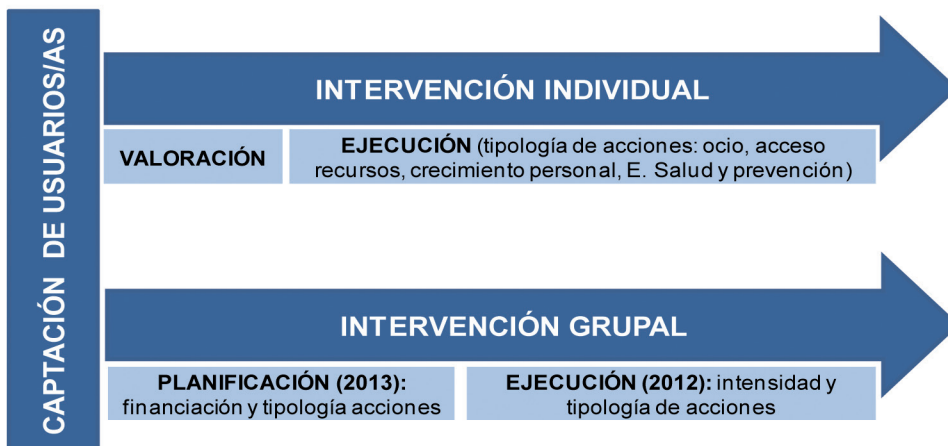 CAPTACIÓN DE USUARIOS/AS
INTERVENCIÓN INDIVIDUAL
VALORACIÓN
EJECUCIÓN (tipología de acciones: ocio, acceso
recursos, crecimiento personal, E. Salud y prevención)
INTERVENCIÓN GRUPAL
PLANIFICACIÓN (2013):
financiación y tipología acciones
EJECUCIÓN (2012): intensidad y
tipología de acciones